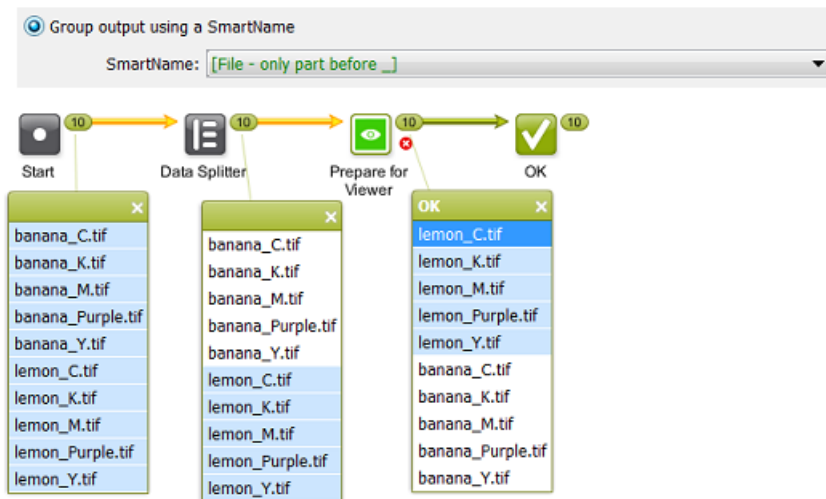 Group output using a SmartName
SmartName: [File - only part before _]
10 10 10 10
Start Data Splitter Prepare for Viewer OK
banana_C.tif
banana_K.tif
banana_M.tif
banana_Purple.tif
banana_Y.tif
lemon_C.tif
lemon_K.tif
lemon_M.tif
lemon_Purple.tif
lemon_Y.tif
banana_C.tif
banana_K.tif
banana_M.tif
banana_Purple.tif
banana_Y.tif
lemon_C.tif
lemon_K.tif
lemon_M.tif
lemon_Purple.tif
lemon_Y.tif
OK
lemon_C.tif
lemon_K.tif
lemon_M.tif
lemon_Purple.tif
lemon_Y.tif
banana_C.tif
banana_K.tif
banana_M.tif
banana_Purple.tif
banana_Y.tif